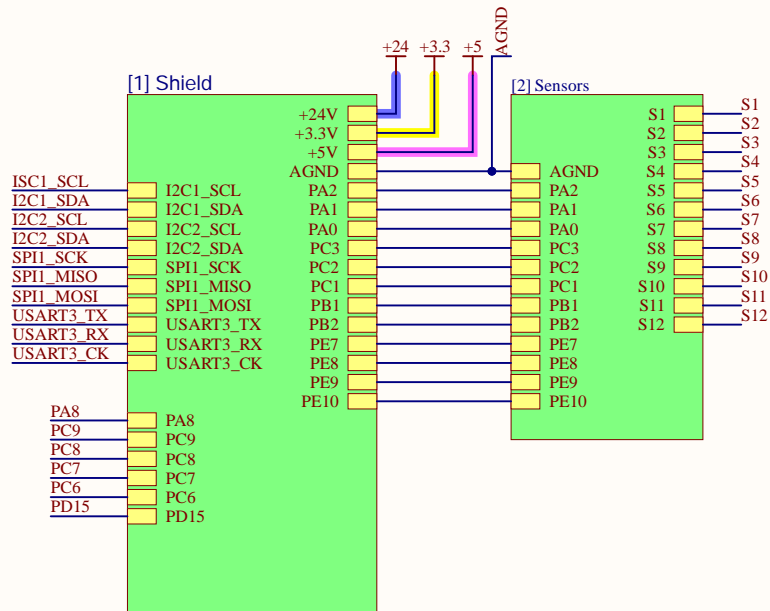 +24
+3.3
+5
AGND
[1] Shield
[2] Sensors
+24V
+3.3V
+5V
AGND
PA2
PA1
PA0
PC3
PC2
PC1
PB1
PB2
PE7
PE8
PE9
PE10
ISC1_SCL
I2C1_SDA
I2C2_SCL
I2C2_SDA
SPI1_SCK
SPI1_MISO
SPI1_MOSI
USART3_TX
USART3_RX
USART3_CK
I2C1_SCL
I2C1_SDA
I2C2_SCL
I2C2_SDA
SPI1_SCK
SPI1_MISO
SPI1_MOSI
USART3_TX
USART3_RX
USART3_CK
PA8
PC9
PC8
PC7
PC6
PD15
PA8
PC9
PC8
PC7
PC6
PD15
AGND
PA2
PA1
PA0
PC3
PC2
PC1
PB1
PB2
PE7
PE8
PE9
PE10
S1
S2
S3
S4
S5
S6
S7
S8
S9
S10
S11
S12
S1
S2
S3
S4
S5
S6
S7
S8
S9
S10
S11
S12